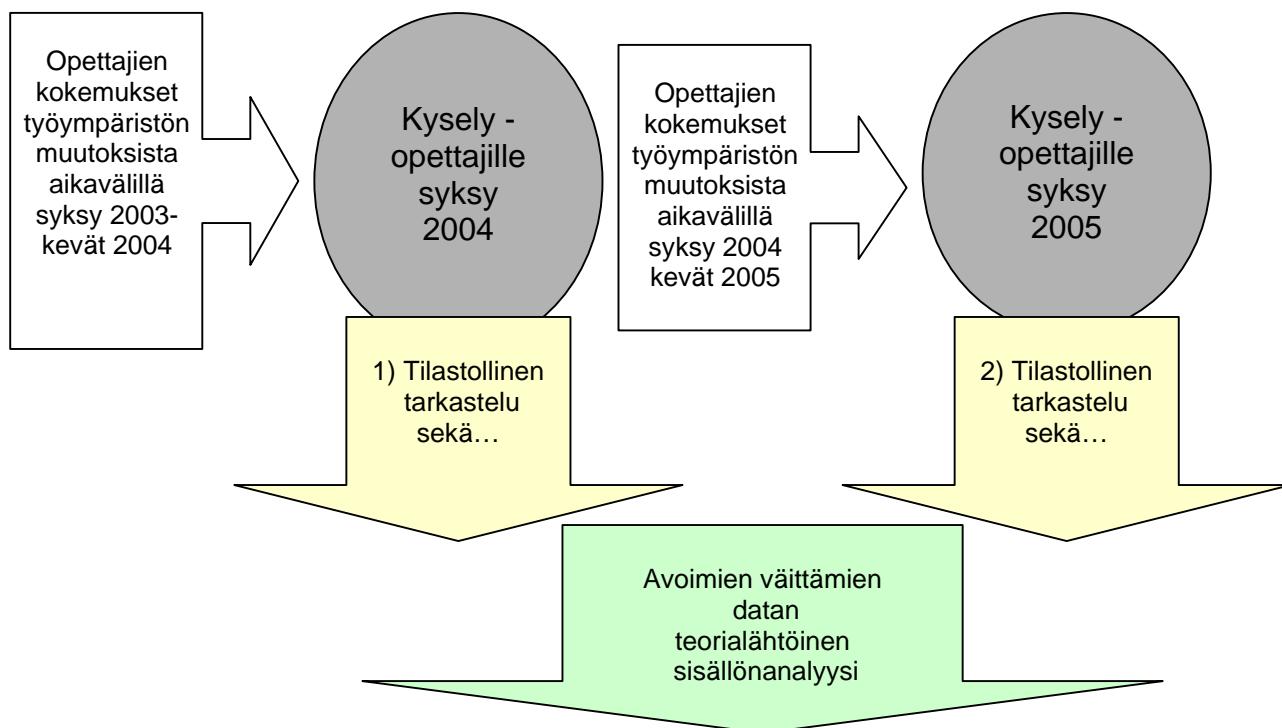 Opettajien
kokemukset
työympäristön
muutoksista
aikavälillä
syksy 2003-
kevät 2004
Kysely -
opettajille
syksy
2004
Opettajien
kokemukset
työympäristön
muutoksista
aikavälillä
syksy 2004
kevät 2005
Kysely -
opettajille
syksy
2005
1) Tilastollinen
tarkastelu
sekä…
2) Tilastollinen
tarkastelu
sekä…
Avoimien väittämien
datan
teorialähtöinen
sisällönanalyysi